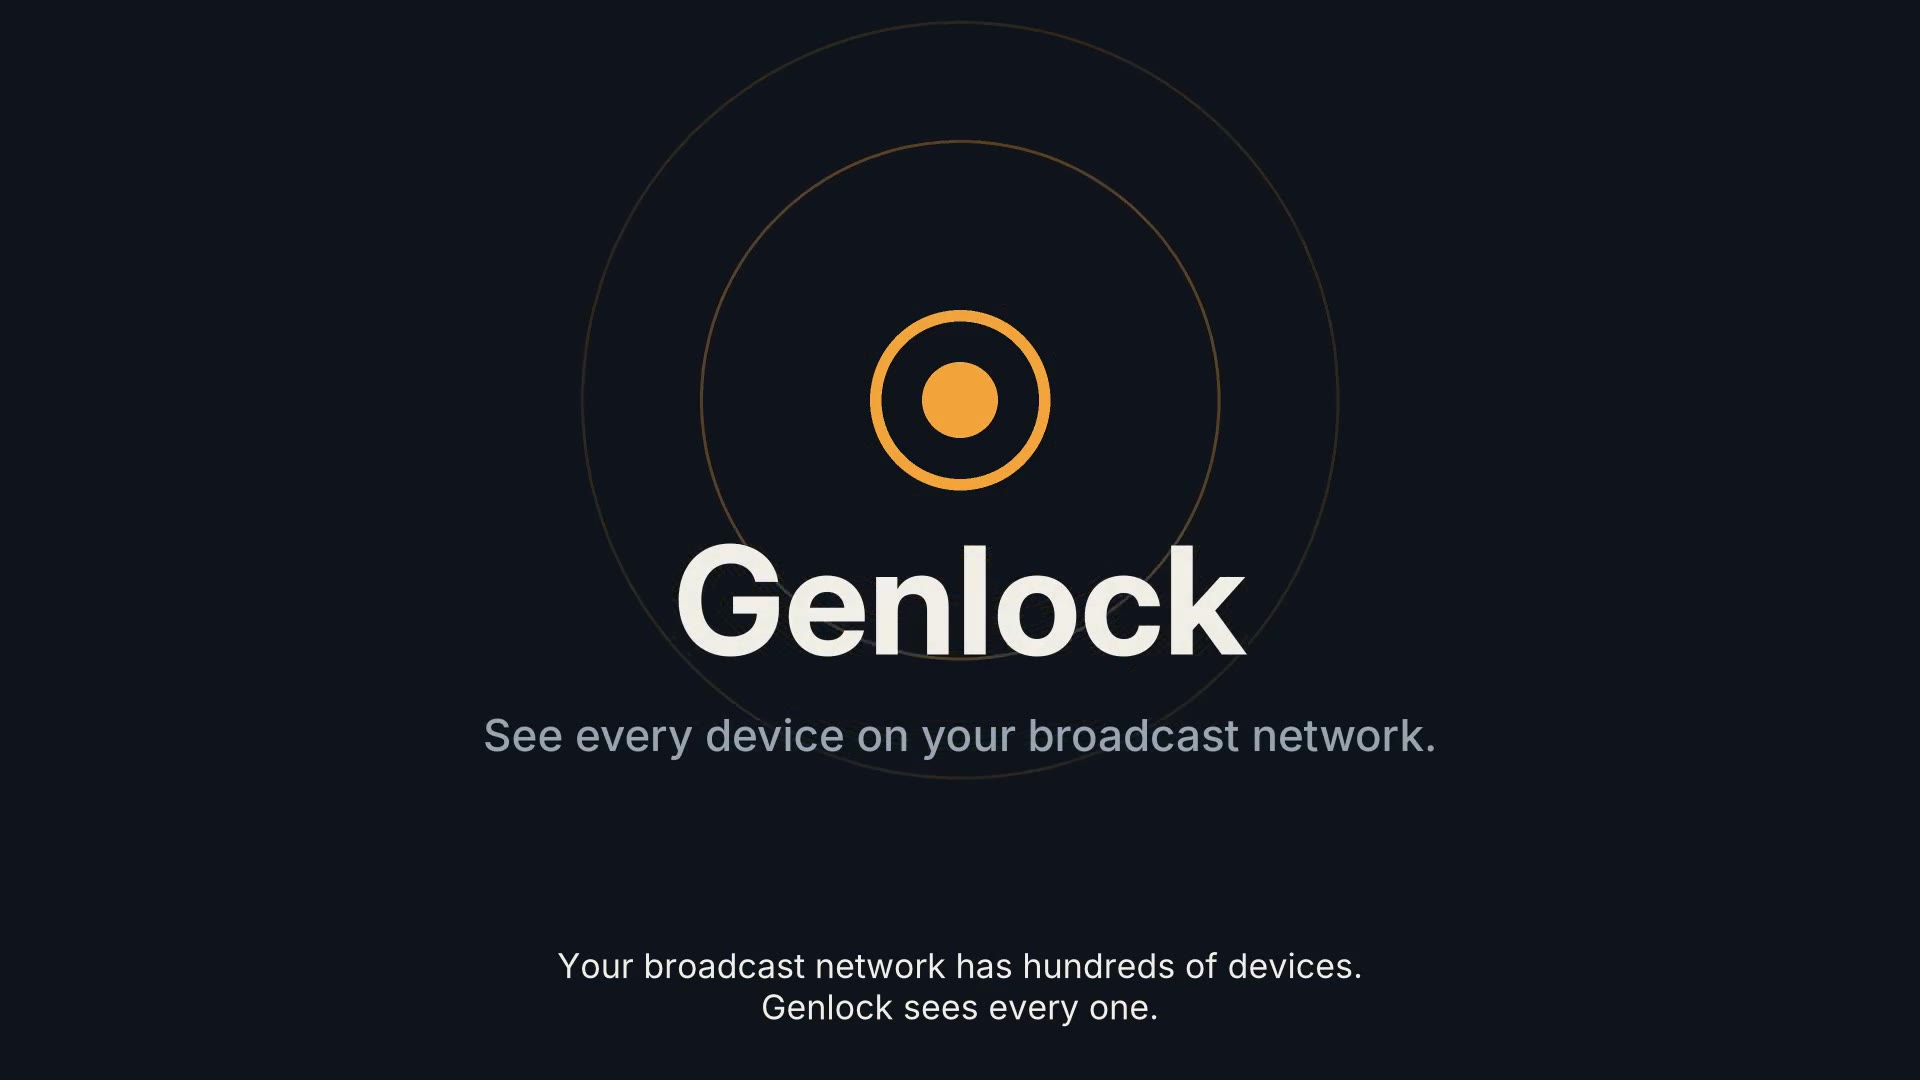 Genlock
See every device on your broadcast network.
Your broadcast network has hundreds of devices.
Genlock sees every one.